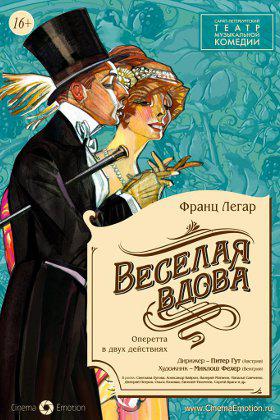 16+
САНКТ-ПЕТЕРБУРГСКИЙ
ТЕАТР
МУЗЫКАЛЬНОЙ
КОМЕДИИ
Франц Легар
ВЕСЕЛАЯ
ВДОВА
Оперетта
в двух действиях
Дирижер – Питер Гут (Австрия)
Художник – Миклош Фехер (Венгрия)
Cinema Emotion
www.CinemaEmotion.ru